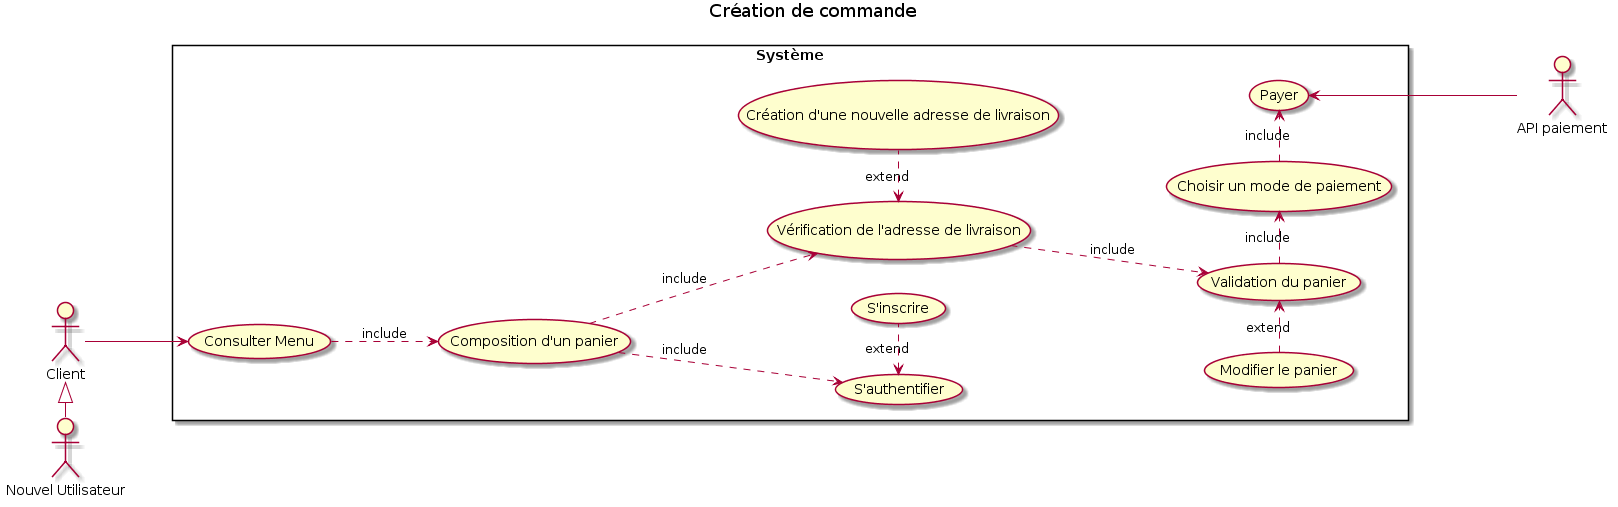 Création de commande
Système
Création d'une nouvelle adresse de livraison
extend
Vérification de l'adresse de livraison
include
include
S'inscrire
extend
S'authentifier
include
Composition d'un panier
include
Consulter Menu
Client
Nouvel Utilisateur
Payer
include
Choisir un mode de paiement
include
Validation du panier
extend
Modifier le panier
API paiement